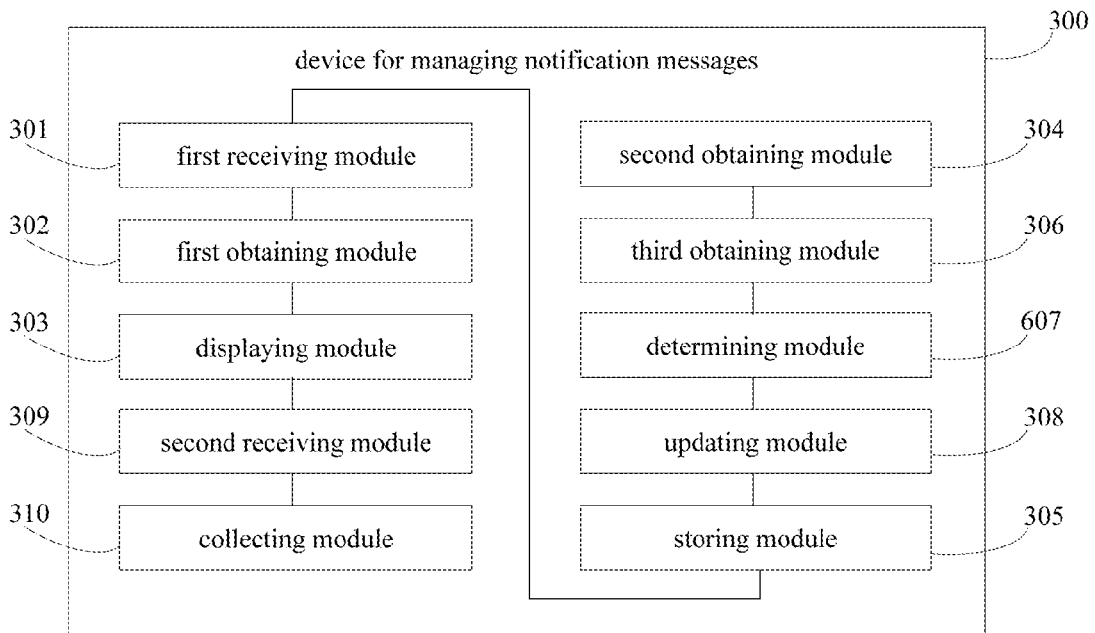 300
device for managing notification messages
301
first receiving module
302
first obtaining module
303
displaying module
309
second receiving module
310
collecting module
second obtaining module
304
third obtaining module
306
determining module
607
updating module
308
storing module
305